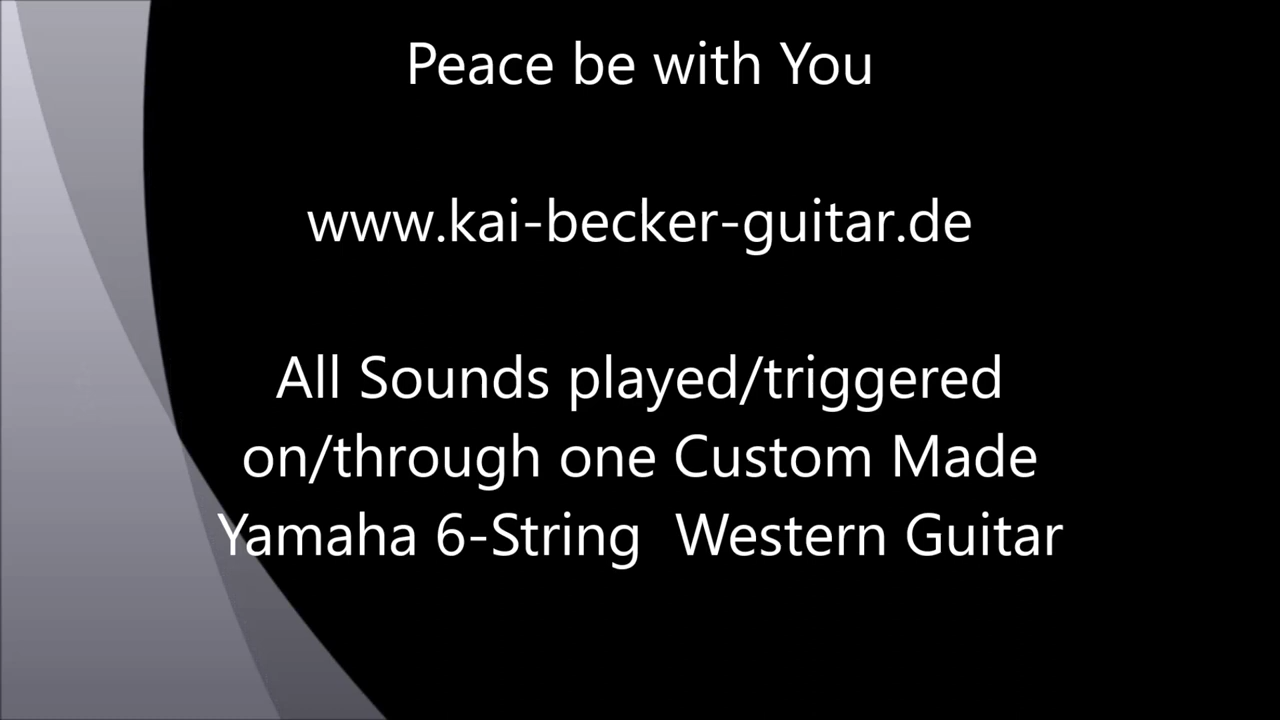 Peace be with You
www.kai-becker-guitar.de
All Sounds played/triggered
on/through one Custom Made
Yamaha 6-String  Western Guitar